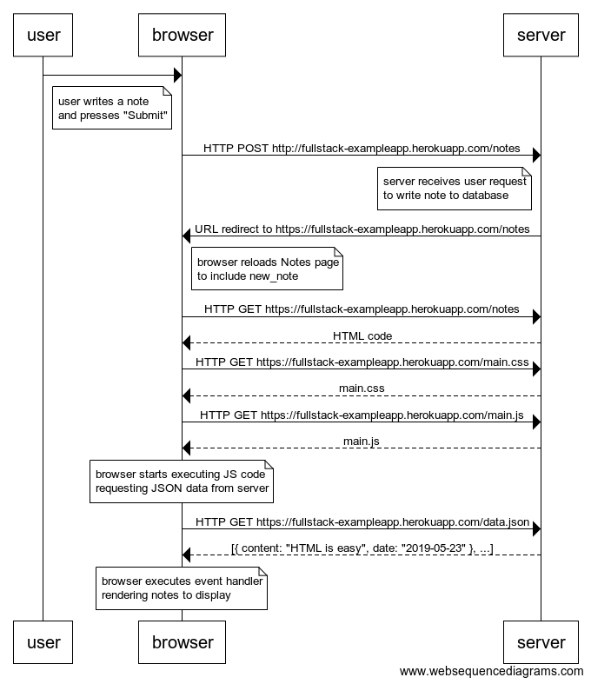 user browser server
user writes a note
and presses "Submit"
HTTP POST http://fullstack-exampleapp.herokuapp.com/notes
server receives user request
to write note to database
URL redirect to https://fullstack-exampleapp.herokuapp.com/notes
browser reloads Notes page
to include new_note
HTTP GET https://fullstack-exampleapp.herokuapp.com/notes
HTML code
HTTP GET https://fullstack-exampleapp.herokuapp.com/main.css
main.css
HTTP GET https://fullstack-exampleapp.herokuapp.com/main.js
main.js
browser starts executing JS code
requesting JSON data from server
HTTP GET https://fullstack-exampleapp.herokuapp.com/data.json
[{ content: "HTML is easy", date: "2019-05-23" }, ...]
browser executes event handler
rendering notes to display
user browser server
www.websequencediagrams.com